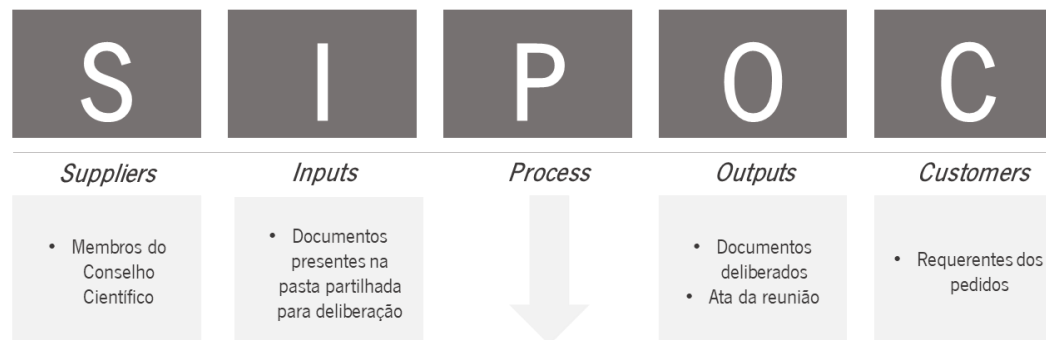 S I P O C
Suppliers Inputs Process Outputs Customers
• Membros do
Conselho
Científico
• Documentos
presentes na
pasta partilhada
para deliberação
• Documentos
deliberados
• Ata da reunião
• Requerentes dos
pedidos